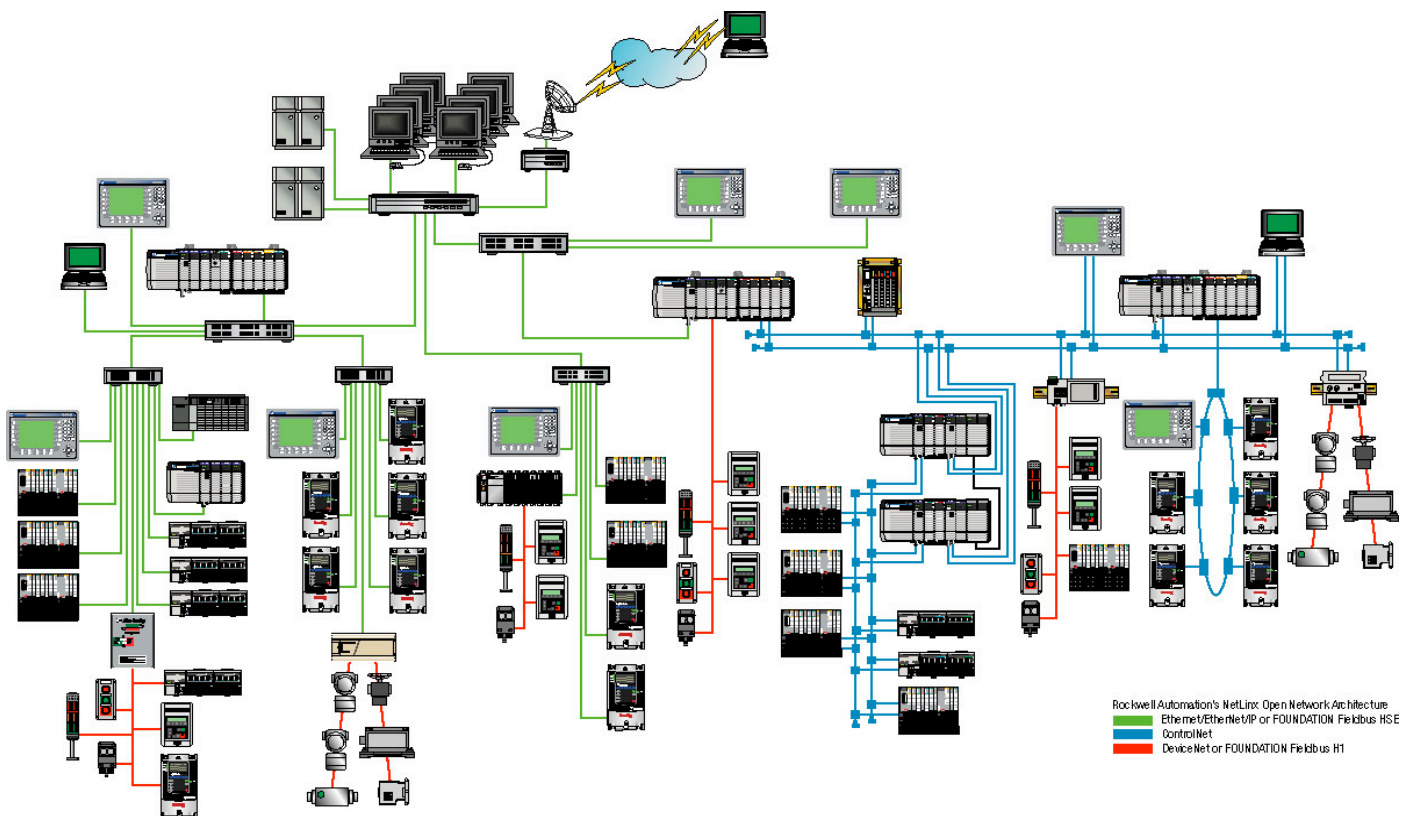 Rockwell Automation's NetLinx Open Network Architecture
Ethernet/EtherNet/IP or FOUNDATION Fieldbus HSE
ControlNet
DeviceNet or FOUNDATION Fieldbus H1